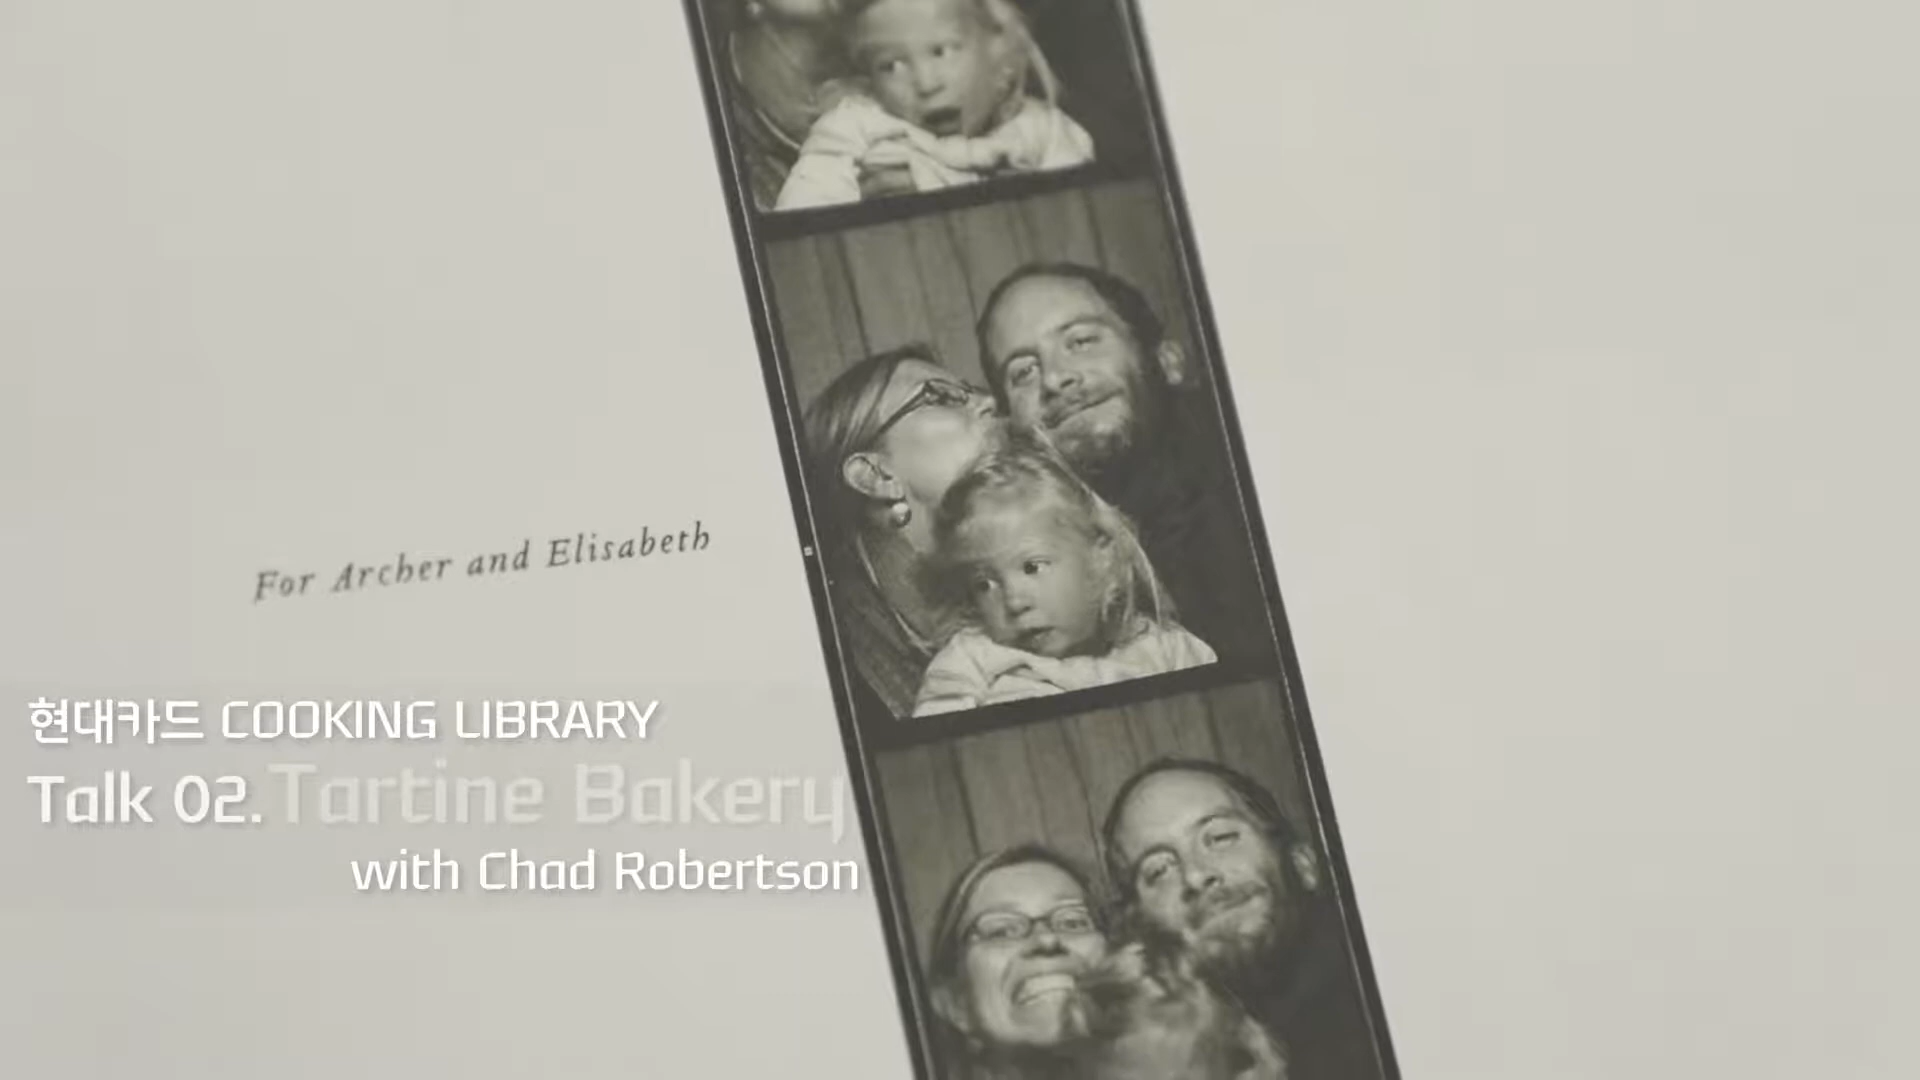 For Archer and Elisabeth
현대카드 COOKING LIBRARY
Talk 02. Tartine Bakery
with Chad Robertson